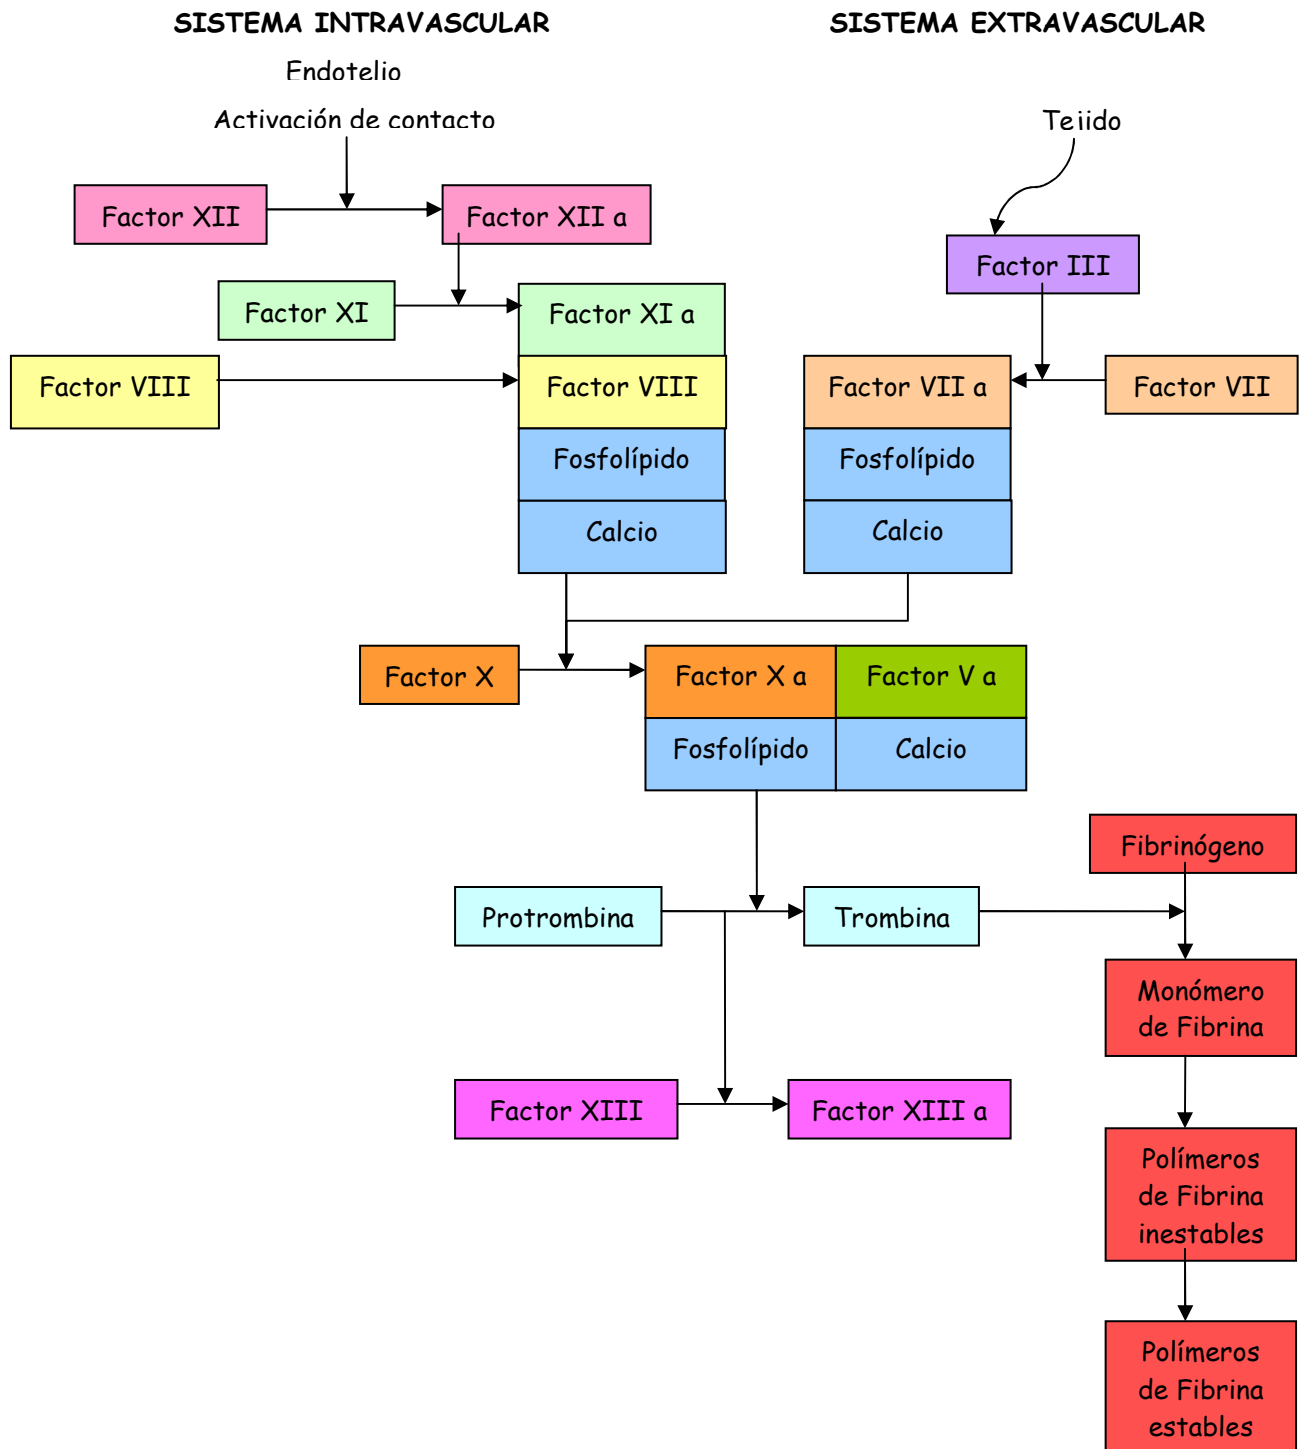 SISTEMA INTRAVASCULAR
SISTEMA EXTRAVASCULAR
Endotelio
Activación de contacto
Tejido
Factor XII
Factor XII a
Factor III
Factor XI
Factor XI a
Factor VIII
Factor VIII
Factor VII a
Factor VII
Fosfolípido
Fosfolípido
Calcio
Calcio
Factor X
Factor X a
Factor V a
Fosfolípido
Calcio
Fibrinógeno
Protrombina
Trombina
Monómero
de Fibrina
Factor XIII
Factor XIII a
Polímeros
de Fibrina
inestables
Polímeros
de Fibrina
estables